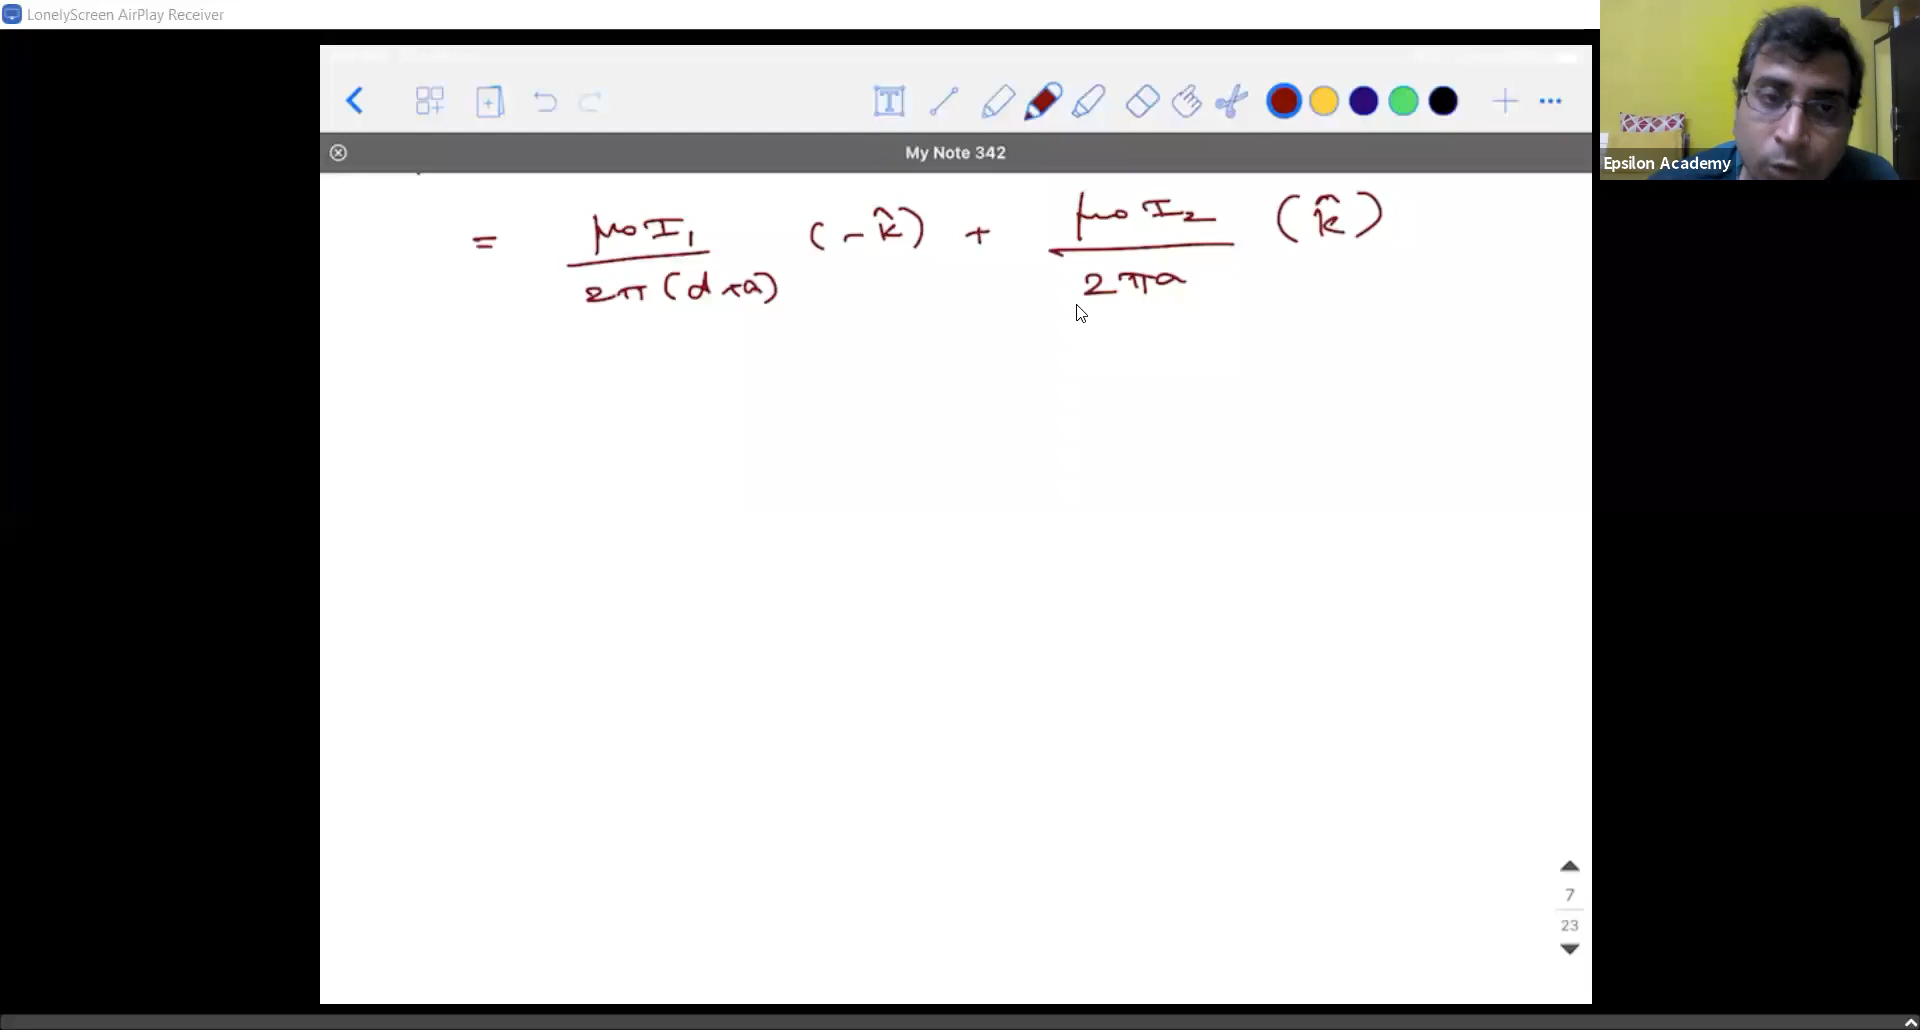 LonelyScreen AirPlay Receiver
T
My Note 342
Epsilon Academy
= μ₀I₁ / 2π(d+a) (-k̂) + μ₀I₂ / 2πa (k̂)
7
23